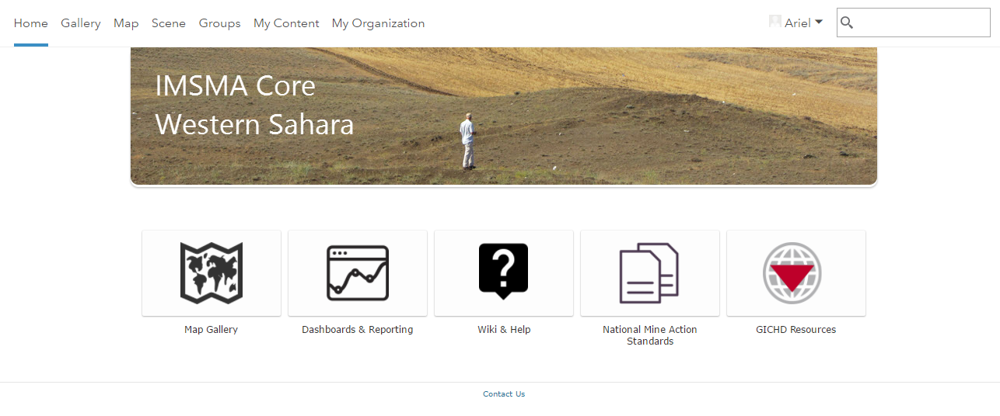 Home Gallery Map Scene Groups My Content My Organization Ariel
IMSMA Core
Western Sahara
?
Map Gallery
Dashboards & Reporting
Wiki & Help
National Mine Action
Standards
GICHD Resources
Contact Us